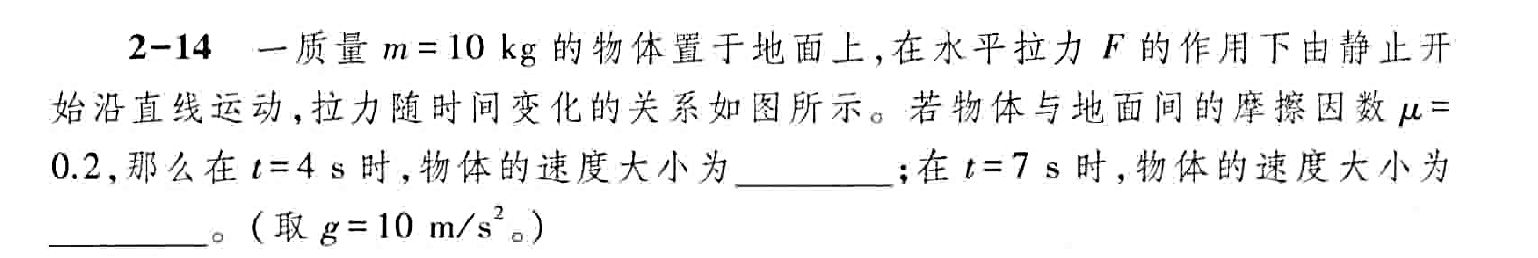 2-14 一质量 m = 10 kg 的物体置于地面上,在水平拉力 F 的作用下由静止开
始沿直线运动,拉力随时间变化的关系如图所示。若物体与地面间的摩擦因数 μ =
0.2,那么在 t = 4 s 时,物体的速度大小为________;在 t = 7 s 时,物体的速度大小为
________。(取 g = 10 m/s²。)